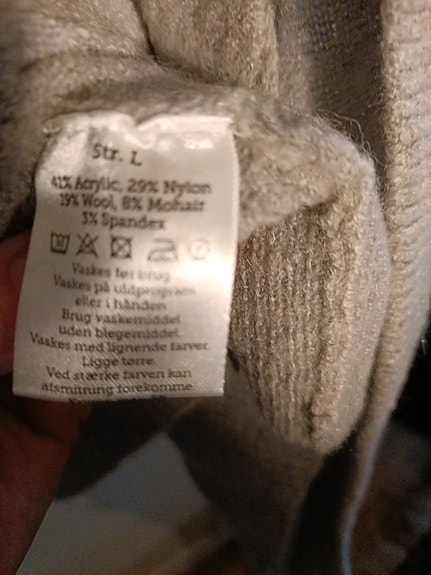 Str. L
41% Acrylic, 29% Nylon
19% Wool, 8% Mohair
3% Spandex
Vaskes før brug
Vaskes på uldprogram
eller i hånden
Brug vaskemiddel
uden blegemiddel.
Vaskes med lignende farver.
Ligge tørre.
Ved stærke farver kan
afsmitning forekomme.